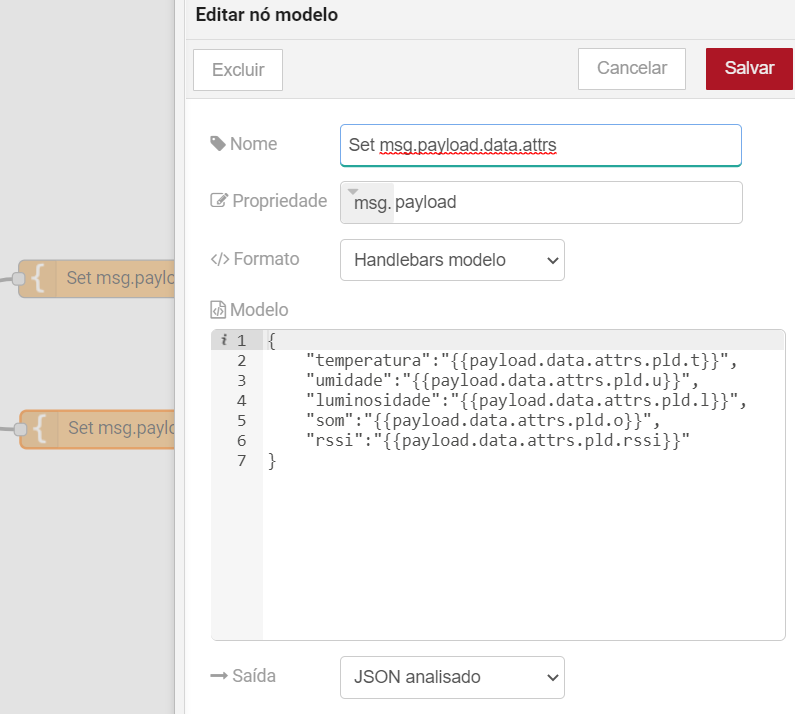 Editar nó modelo
Excluir
Cancelar
Salvar
Nome
Set msg.payload.data.attrs
Propriedade
msg. payload
</> Formato
Handlebars modelo
Modelo
i 1 {
2 "temperatura":"{{payload.data.attrs.pld.t}}",
3 "umidade":"{{payload.data.attrs.pld.u}}",
4 "luminosidade":"{{payload.data.attrs.pld.l}}",
5 "som":"{{payload.data.attrs.pld.o}}",
6 "rssi":"{{payload.data.attrs.pld.rssi}}"
7 }
Saída
JSON analisado
{ Set msg.paylo
{ Set msg.paylo